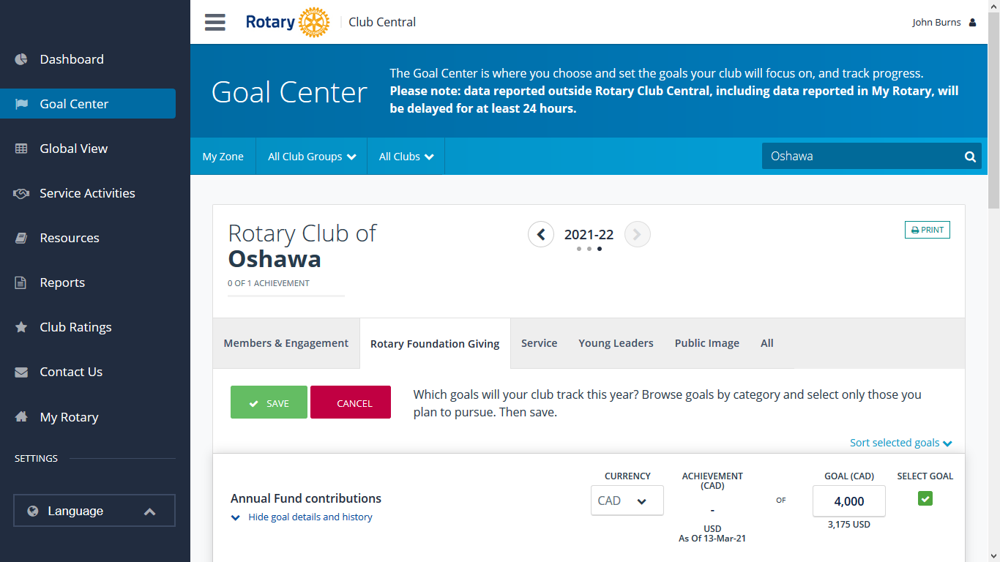 Dashboard
Goal Center
Global View
Service Activities
Resources
Reports
Club Ratings
Contact Us
My Rotary
SETTINGS
Language
Rotary
Club Central
John Burns
Goal Center
The Goal Center is where you choose and set the goals your club will focus on, and track progress.
Please note: data reported outside Rotary Club Central, including data reported in My Rotary, will
be delayed for at least 24 hours.
My Zone
All Club Groups
All Clubs
Oshawa
Rotary Club of
Oshawa
0 OF 1 ACHIEVEMENT
2021-22
PRINT
Members & Engagement
Rotary Foundation Giving
Service
Young Leaders
Public Image
All
SAVE
CANCEL
Which goals will your club track this year? Browse goals by category and select only those you
plan to pursue. Then save.
Sort selected goals
Annual Fund contributions
Hide goal details and history
CURRENCY
CAD
ACHIEVEMENT
(CAD)
-
USD
As Of 13-Mar-21
OF
GOAL (CAD)
4,000
3,175 USD
SELECT GOAL